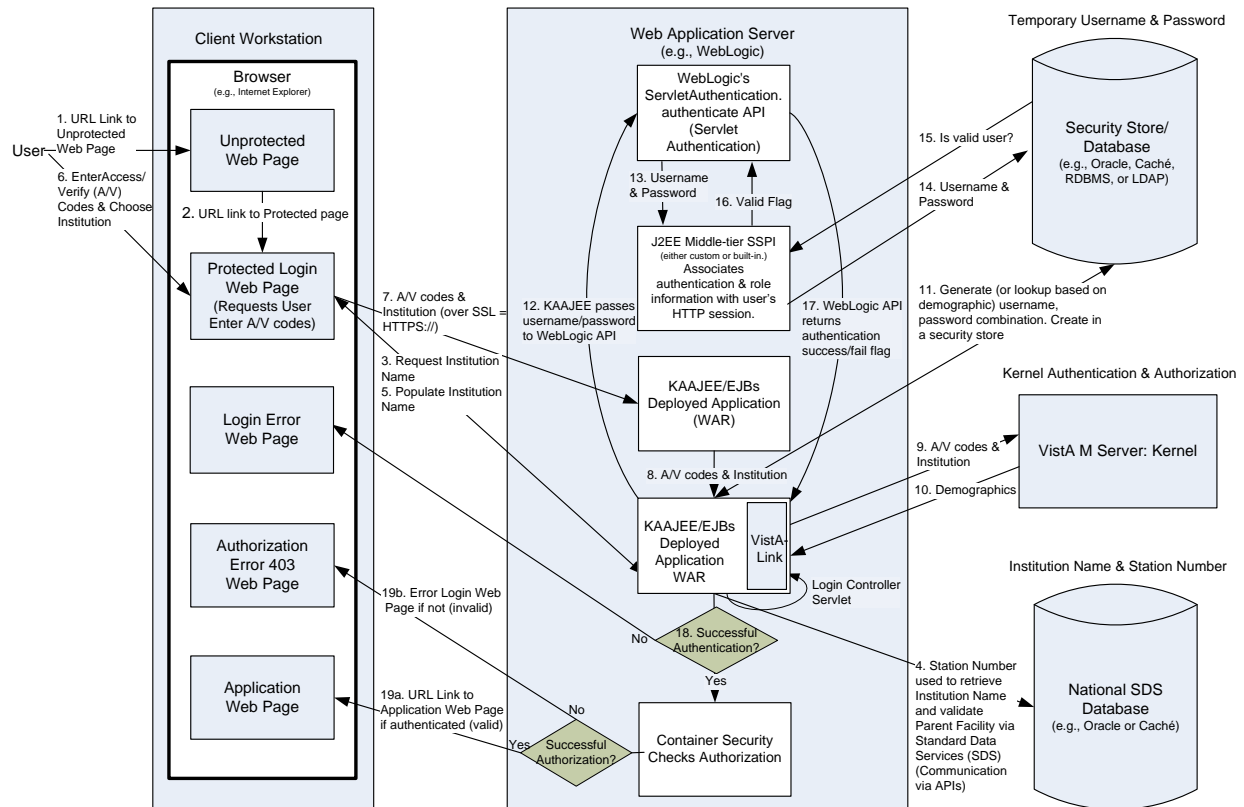 Client Workstation
Browser
(e.g., Internet Explorer)
1. URL Link to
Unprotected
Web Page
User
6. EnterAccess/
Verify (A/V)
Codes & Choose
Institution
Unprotected
Web Page
2. URL link to Protected page
Protected Login
Web Page
(Requests User
Enter A/V codes)
Login Error
Web Page
Authorization
Error 403
Web Page
Application
Web Page
7. A/V codes &
Institution (over SSL =
HTTPS://)
3. Request Institution
Name
5. Populate Institution
Name
19b. Error Login Web
Page if not (invalid)
19a. URL Link to
Application Web Page
if authenticated (valid)
Web Application Server
(e.g., WebLogic)
WebLogic's
ServletAuthentication.
authenticate API
(Servlet
Authentication)
13. Username
& Password
16. Valid Flag
J2EE Middle-tier SSPI
(either custom or built-in.)
Associates
authentication & role
information with user's
HTTP session.
12. KAAJEE passes
username/password
to WebLogic API
17. WebLogic API
returns
authentication
success/fail flag
KAAJEE/EJBs
Deployed Application
(WAR)
8. A/V codes & Institution
KAAJEE/EJBs
Deployed
Application
WAR
VistA-
Link
Login Controller
Servlet
18. Successful
Authentication?
No
Yes
Container Security
Checks Authorization
Successful
Authorization?
No
Yes
Temporary Username & Password
Security Store/
Database
(e.g., Oracle, Caché,
RDBMS, or LDAP)
15. Is valid user?
14. Username &
Password
11. Generate (or lookup based on
demographic) username,
password combination. Create in
a security store
Kernel Authentication & Authorization
VistA M Server: Kernel
9. A/V codes &
Institution
10. Demographics
Institution Name & Station Number
National SDS
Database
(e.g., Oracle or Caché)
4. Station Number
used to retrieve
Institution Name
and validate
Parent Facility via
Standard Data
Services (SDS)
(Communication
via APIs)